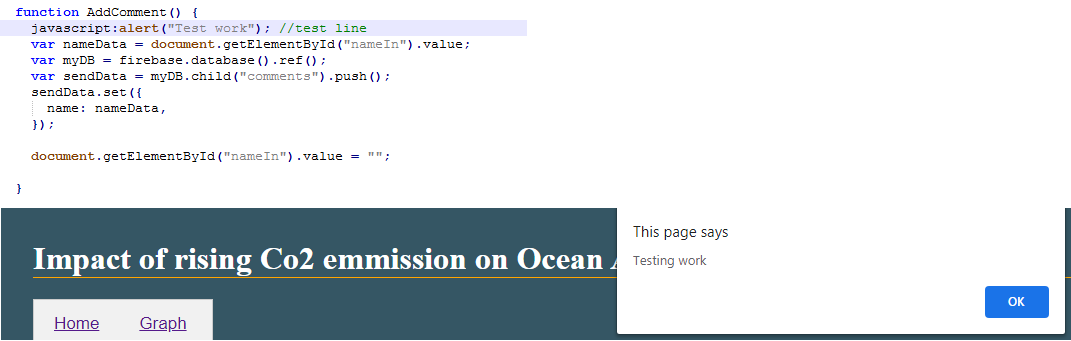 function AddComment() {
javascript:alert("Test work"); //test line
var nameData = document.getElementById("nameIn").value;
var myDB = firebase.database().ref();
var sendData = myDB.child("comments").push();
sendData.set({
name: nameData,
});
document.getElementById("nameIn").value = "";
}
Impact of rising Co2 emmission on Ocean
This page says
Testing work
OK
Home Graph